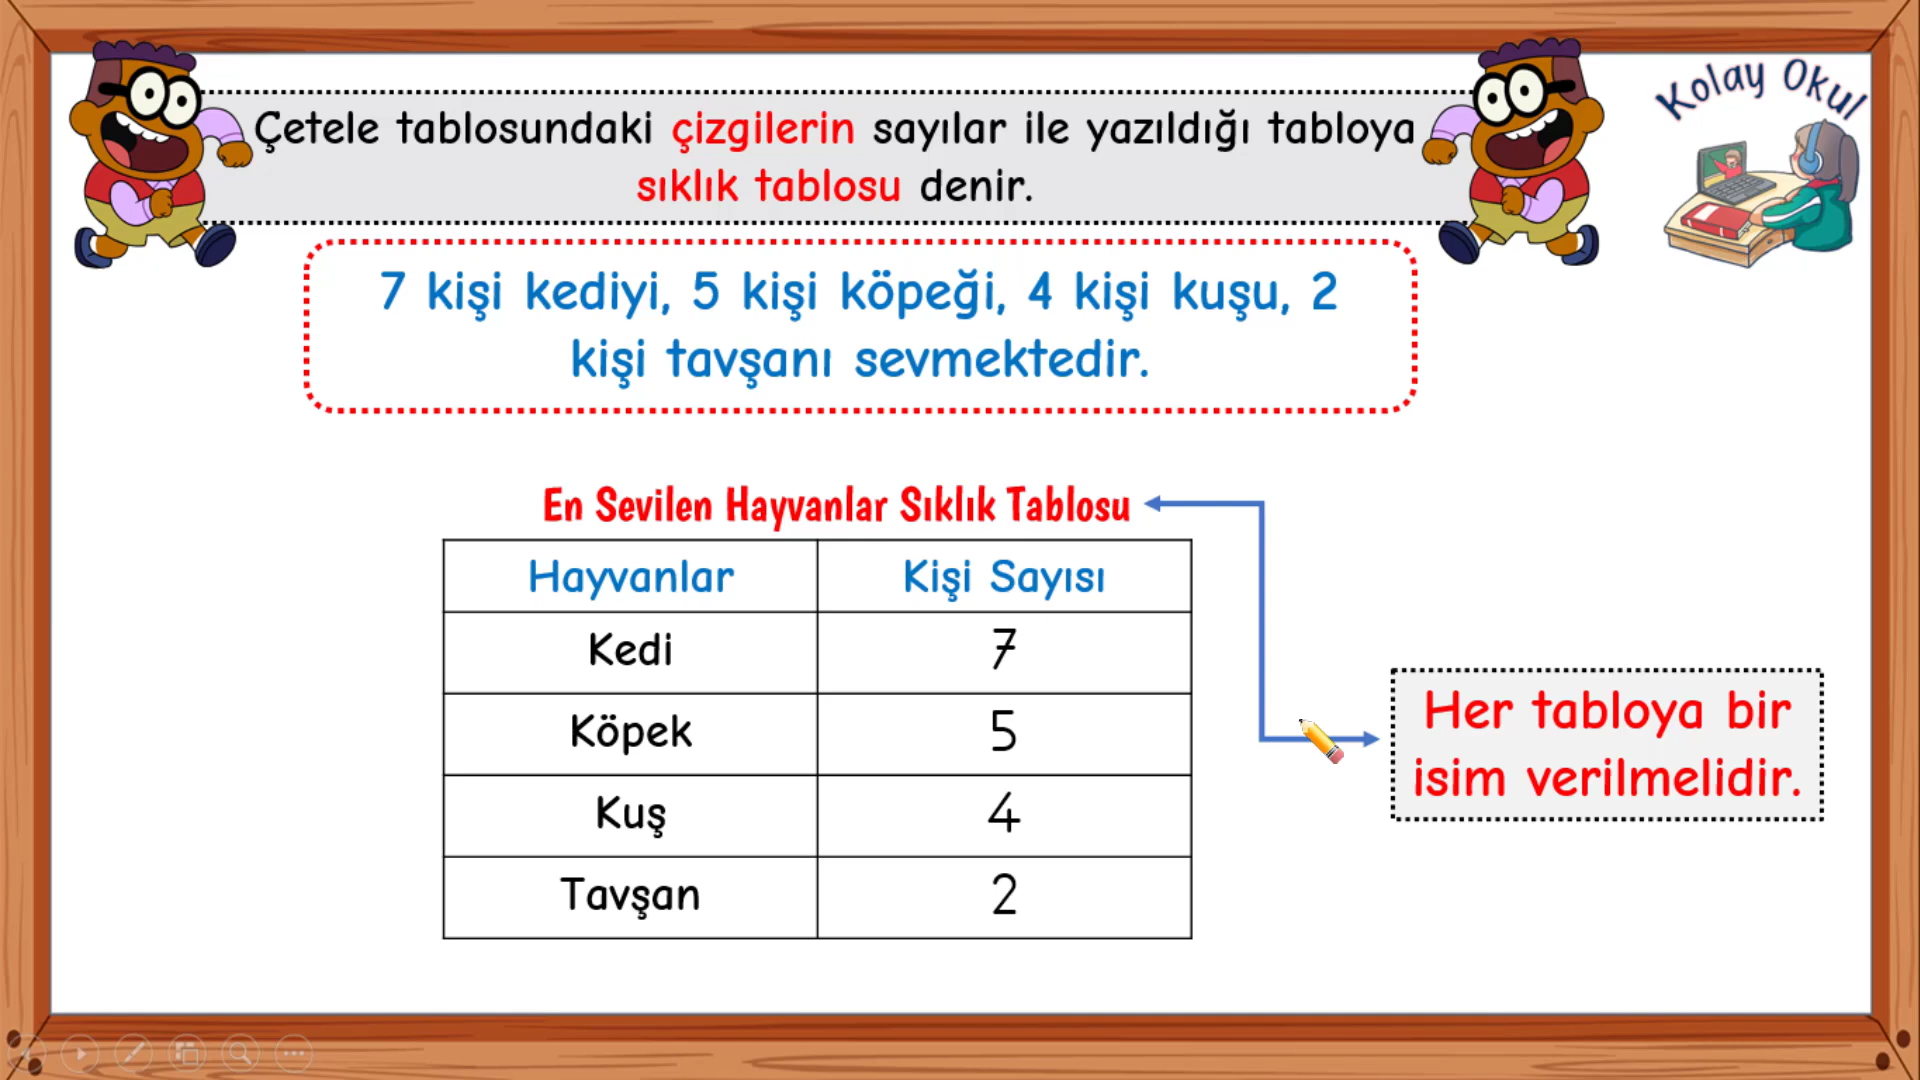 Kolay Okul
Çetele tablosundaki çizgilerin sayılar ile yazıldığı tabloya
sıklık tablosu denir.
7 kişi kediyi, 5 kişi köpeği, 4 kişi kuşu, 2
kişi tavşanı sevmektedir.
En Sevilen Hayvanlar Sıklık Tablosu
Hayvanlar Kişi Sayısı
Kedi 7
Köpek 5
Kuş 4
Tavşan 2
Her tabloya bir
isim verilmelidir.